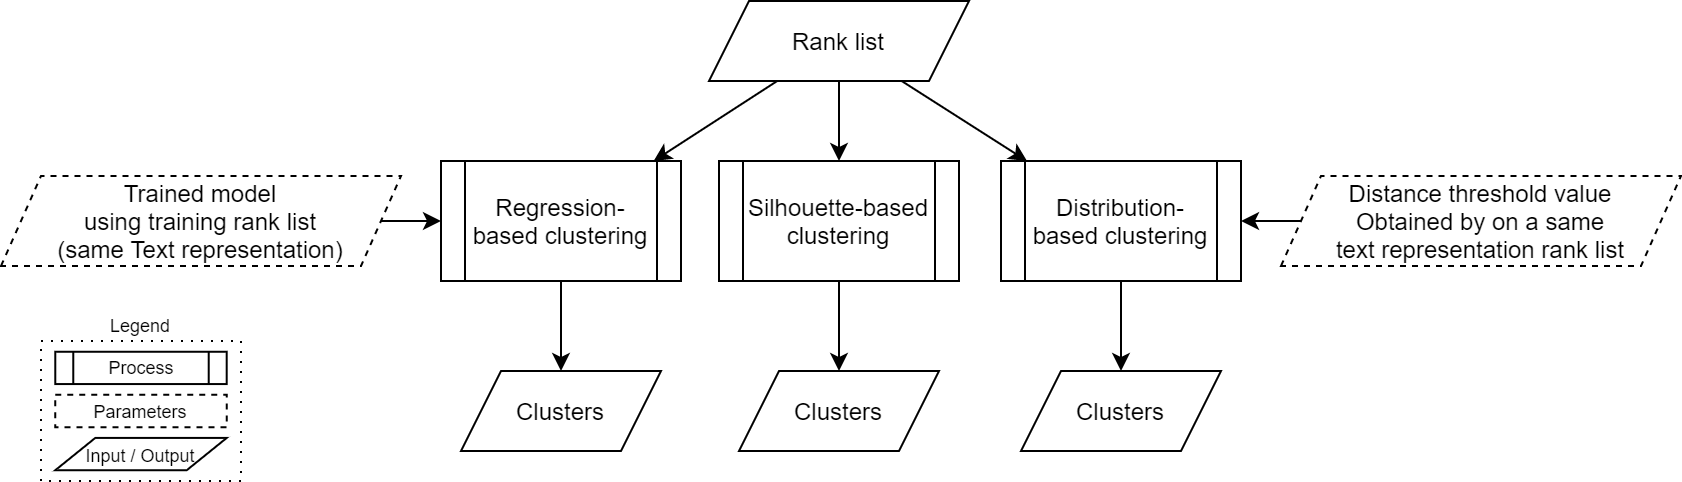 Rank list
Trained model
using training rank list
(same Text representation)
Regression-
based clustering
Silhouette-based
clustering
Distribution-
based clustering
Distance threshold value
Obtained by on a same
text representation rank list
Legend
Process
Parameters
Input / Output
Clusters
Clusters
Clusters